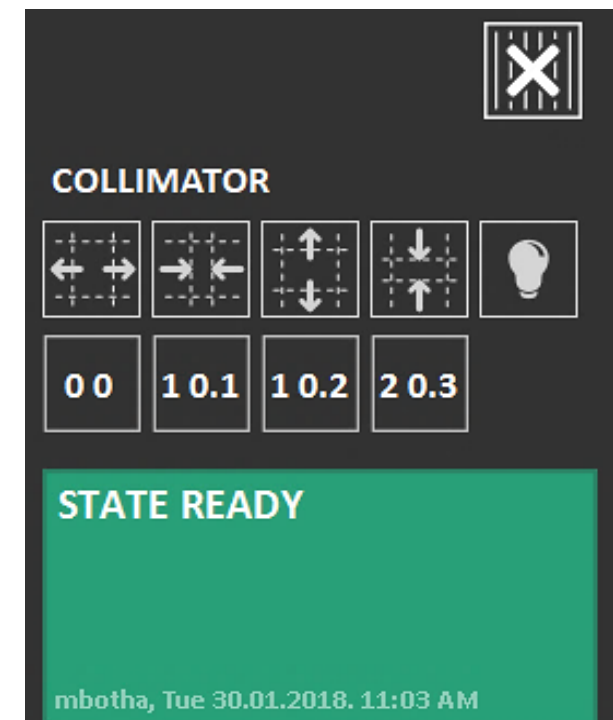 COLLIMATOR
0 0 1 0.1 1 0.2 2 0.3
STATE READY
mbotha, Tue 30.01.2018. 11:03 AM